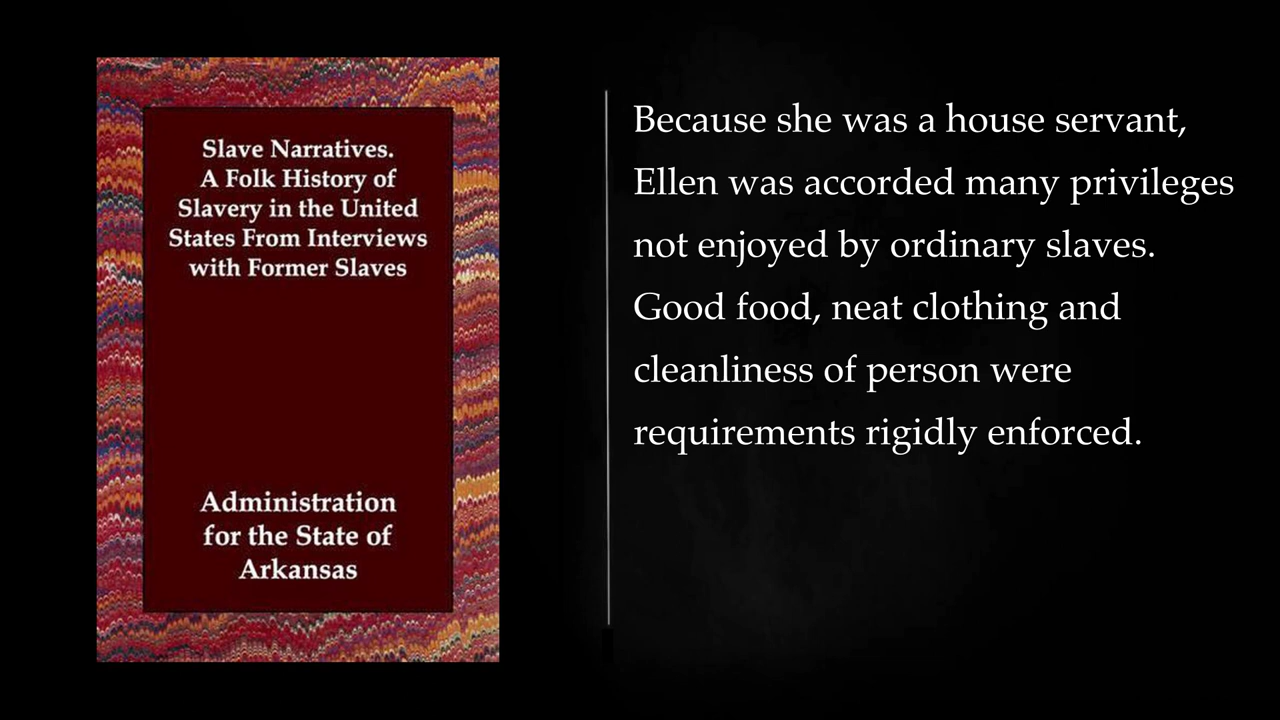 Slave Narratives.
A Folk History of
Slavery in the United
States From Interviews
with Former Slaves
Administration
for the State of
Arkansas
Because she was a house servant,
Ellen was accorded many privileges
not enjoyed by ordinary slaves.
Good food, neat clothing and
cleanliness of person were
requirements rigidly enforced.